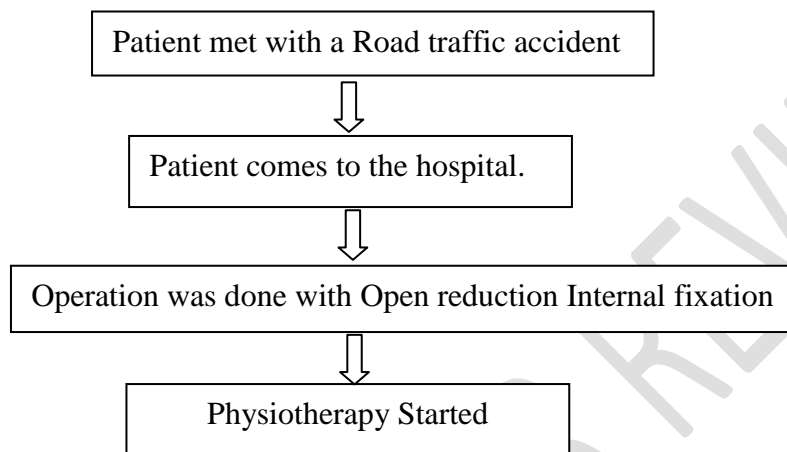 Patient met with a Road traffic accident
Patient comes to the hospital.
Operation was done with Open reduction Internal fixation
Physiotherapy Started